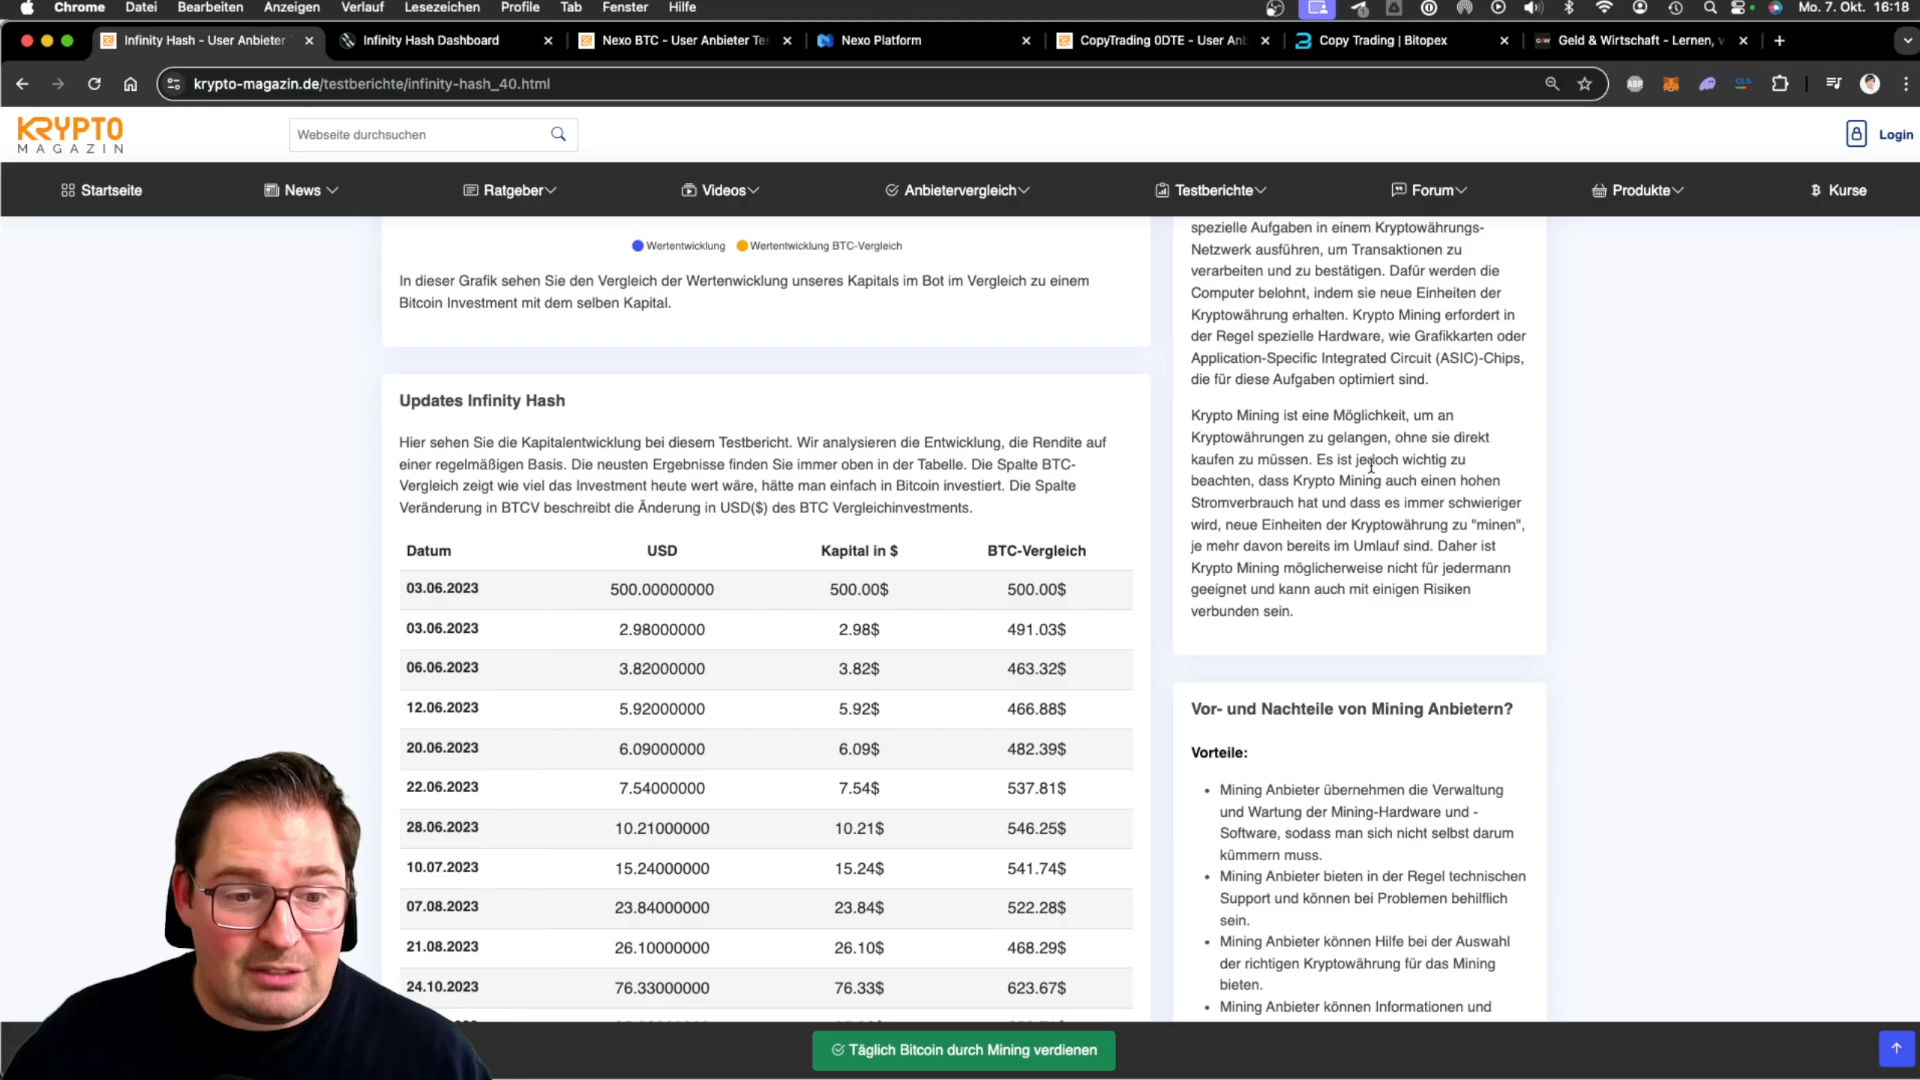 Chrome Datei Bearbeiten Anzeigen Verlauf Lesezeichen Profile Tab Fenster Hilfe Mo. 7. Okt. 16:18
Infinity Hash - User Anbieter
Infinity Hash Dashboard
Nexo BTC - User Anbieter Te
Nexo Platform
CopyTrading 0DTE - User An
Copy Trading | Bitopex
Geld & Wirtschaft - Lernen, v
krypto-magazin.de/testberichte/infinity-hash_40.html
KRYPTO
MAGAZIN
Webseite durchsuchen
Login
Startseite News Ratgeber Videos Anbietervergleich Testberichte Forum Produkte Kurse
Wertentwicklung Wertentwicklung BTC-Vergleich
In dieser Grafik sehen Sie den Vergleich der Wertenwicklung unseres Kapitals im Bot im Vergleich zu einem
Bitcoin Investment mit dem selben Kapital.
Updates Infinity Hash
Hier sehen Sie die Kapitalentwicklung bei diesem Testbericht. Wir analysieren die Entwicklung, die Rendite auf
einer regelmäßigen Basis. Die neusten Ergebnisse finden Sie immer oben in der Tabelle. Die Spalte BTC-
Vergleich zeigt wie viel das Investment heute wert wäre, hätte man einfach in Bitcoin investiert. Die Spalte
Veränderung in BTCV beschreibt die Änderung in USD($) des BTC Vergleichinvestments.
Datum USD Kapital in $ BTC-Vergleich
03.06.2023 500.00000000 500.00$ 500.00$
03.06.2023 2.98000000 2.98$ 491.03$
06.06.2023 3.82000000 3.82$ 463.32$
12.06.2023 5.92000000 5.92$ 466.88$
20.06.2023 6.09000000 6.09$ 482.39$
22.06.2023 7.54000000 7.54$ 537.81$
28.06.2023 10.21000000 10.21$ 546.25$
10.07.2023 15.24000000 15.24$ 541.74$
07.08.2023 23.84000000 23.84$ 522.28$
21.08.2023 26.10000000 26.10$ 468.29$
24.10.2023 76.33000000 76.33$ 623.67$
spezielle Aufgaben in einem Kryptowährungs-
Netzwerk ausführen, um Transaktionen zu
verarbeiten und zu bestätigen. Dafür werden die
Computer belohnt, indem sie neue Einheiten der
Kryptowährung erhalten. Krypto Mining erfordert in
der Regel spezielle Hardware, wie Grafikkarten oder
Application-Specific Integrated Circuit (ASIC)-Chips,
die für diese Aufgaben optimiert sind.
Krypto Mining ist eine Möglichkeit, um an
Kryptowährungen zu gelangen, ohne sie direkt
kaufen zu müssen. Es ist jedoch wichtig zu
beachten, dass Krypto Mining auch einen hohen
Stromverbrauch hat und dass es immer schwieriger
wird, neue Einheiten der Kryptowährung zu "minen",
je mehr davon bereits im Umlauf sind. Daher ist
Krypto Mining möglicherweise nicht für jedermann
geeignet und kann auch mit einigen Risiken
verbunden sein.
Vor- und Nachteile von Mining Anbietern?
Vorteile:
• Mining Anbieter übernehmen die Verwaltung
und Wartung der Mining-Hardware und -
Software, sodass man sich nicht selbst darum
kümmern muss.
• Mining Anbieter bieten in der Regel technischen
Support und können bei Problemen behilflich
sein.
• Mining Anbieter können Hilfe bei der Auswahl
der richtigen Kryptowährung für das Mining
bieten.
• Mining Anbieter können Informationen und
Täglich Bitcoin durch Mining verdienen